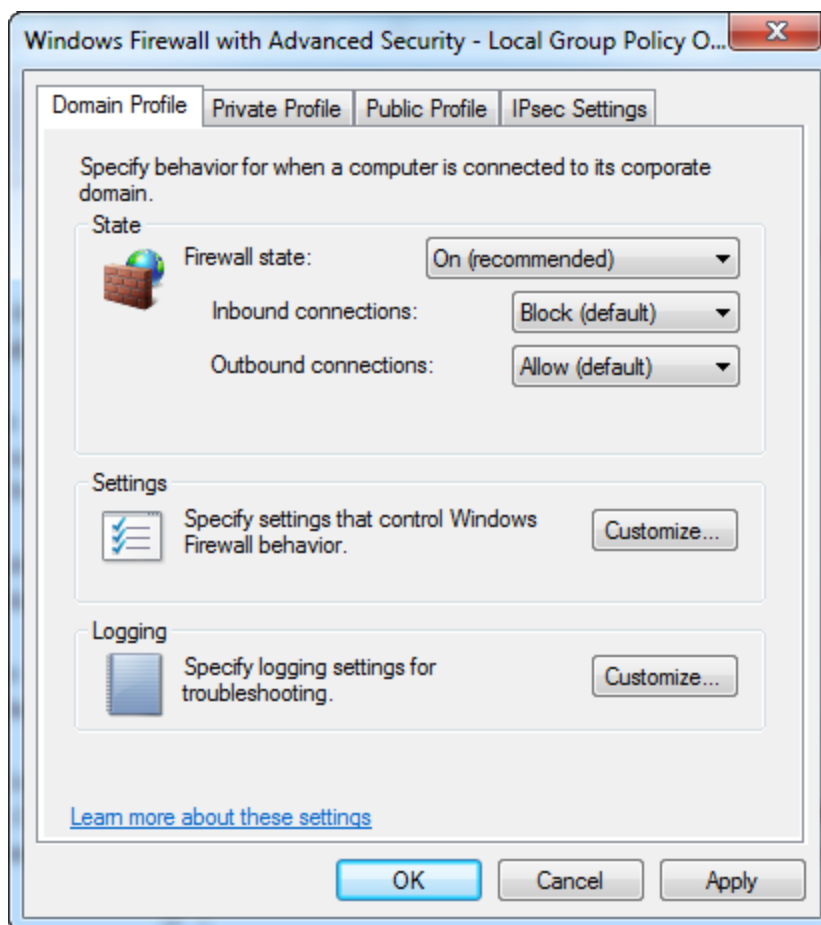 Windows Firewall with Advanced Security - Local Group Policy O...
Domain Profile Private Profile Public Profile IPsec Settings
Specify behavior for when a computer is connected to its corporate
domain.
State
Firewall state: On (recommended)
Inbound connections: Block (default)
Outbound connections: Allow (default)
Settings
Specify settings that control Windows
Firewall behavior.
Customize...
Logging
Specify logging settings for
troubleshooting.
Customize...
Learn more about these settings
OK Cancel Apply